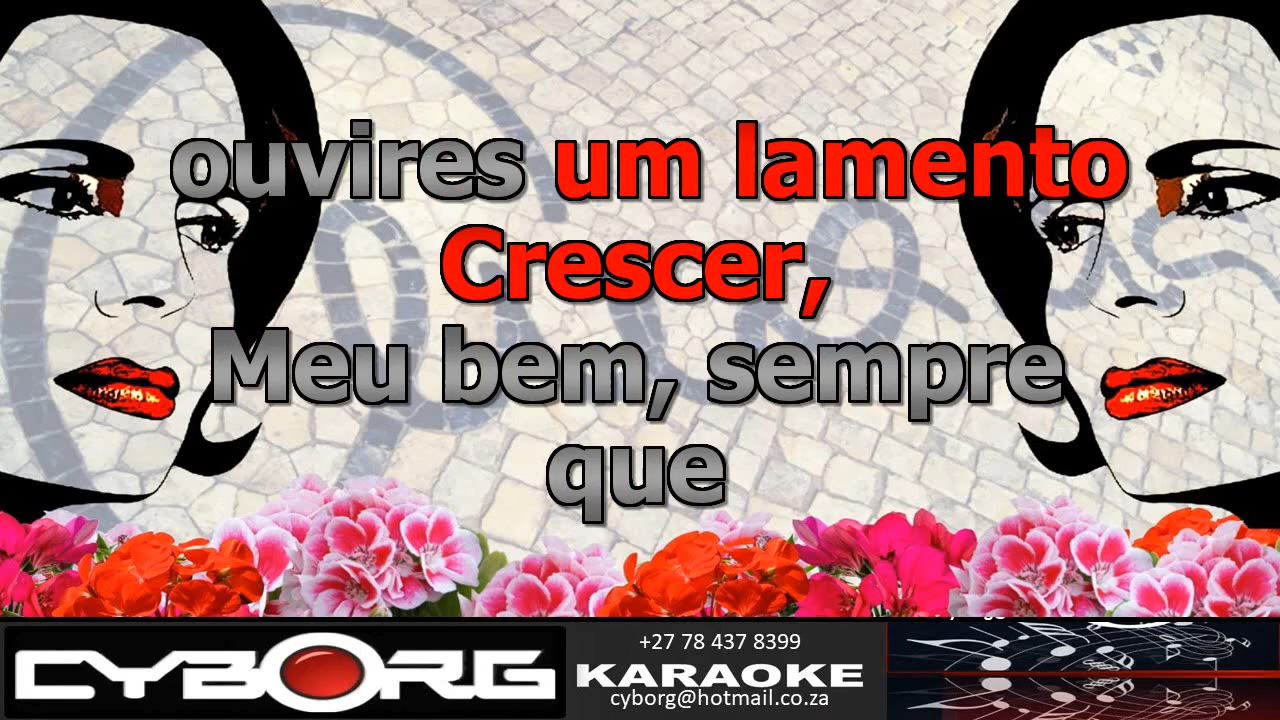 ouvires um lamento
Crescer,
Meu bem, sempre
que
CYBORG
+27 78 437 8399
KARAOKE
cyborg@hotmail.co.za